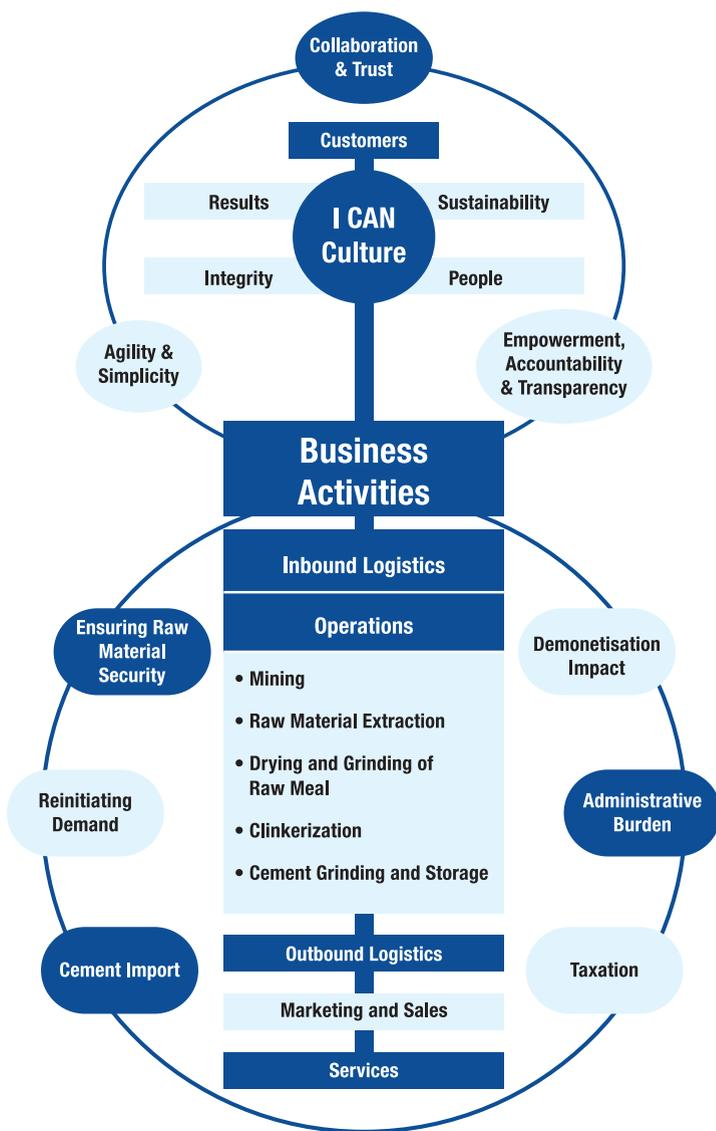 Collaboration
& Trust
Customers
Results
Sustainability
I CAN
Culture
Integrity
People
Agility &
Simplicity
Empowerment,
Accountability
& Transparency
Business
Activities
Inbound Logistics
Operations
Ensuring Raw
Material
Security
Demonetisation
Impact
• Mining
• Raw Material Extraction
• Drying and Grinding of
Raw Meal
• Clinkerization
• Cement Grinding and Storage
Reinitiating
Demand
Administrative
Burden
Cement Import
Taxation
Outbound Logistics
Marketing and Sales
Services